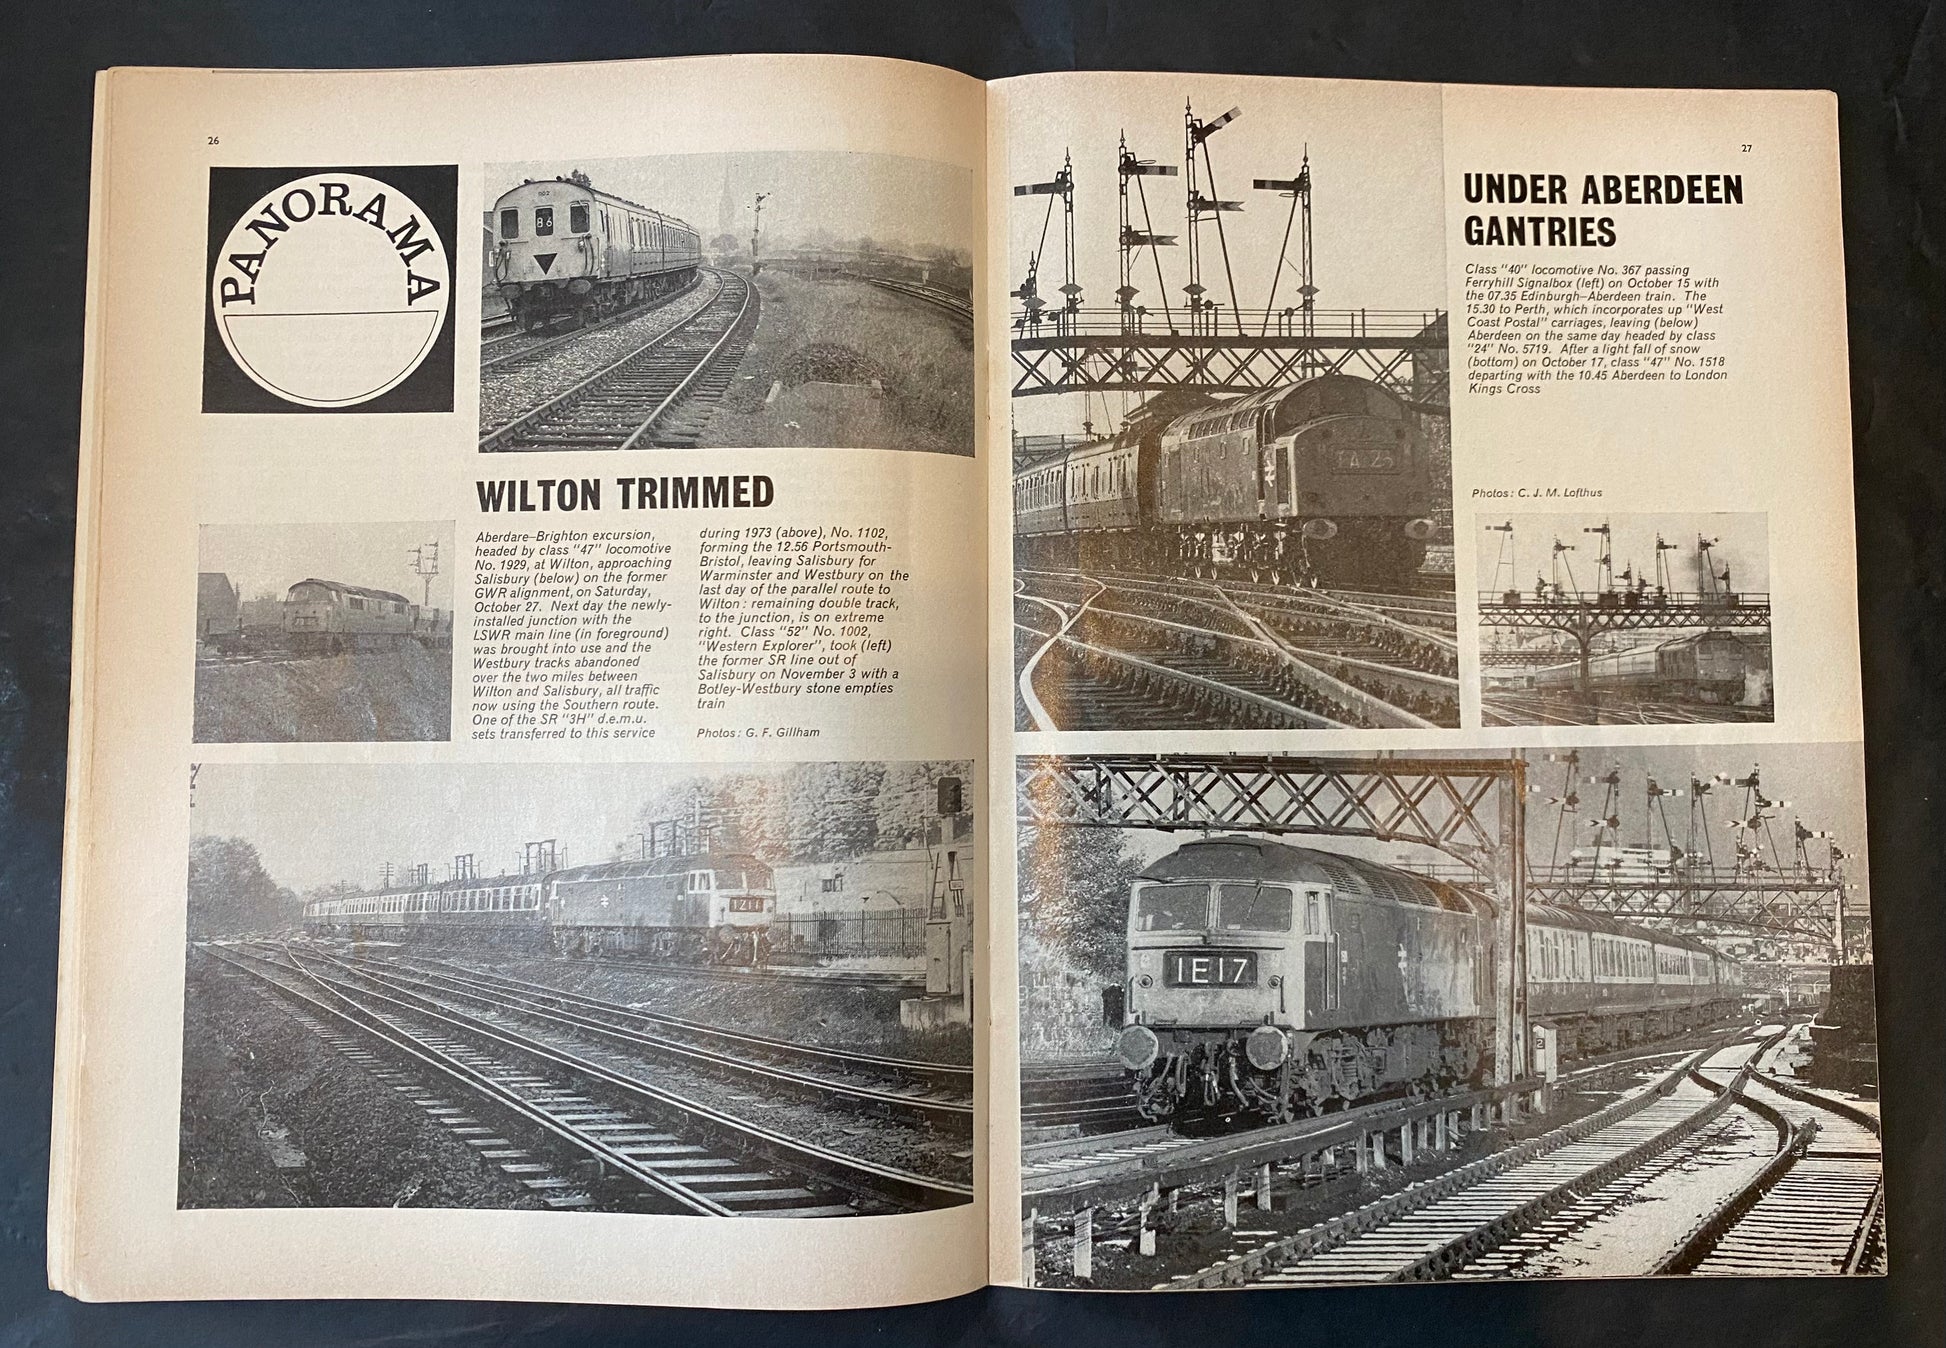 26
PANORAMA
002
86
WILTON TRIMMED
Aberdare–Brighton excursion,
headed by class "47" locomotive
No. 1929, at Wilton, approaching
Salisbury (below) on the former
GWR alignment, on Saturday,
October 27. Next day the newly-
installed junction with the
LSWR main line (in foreground)
was brought into use and the
Westbury tracks abandoned
over the two miles between
Wilton and Salisbury, all traffic
now using the Southern route.
One of the SR "3H" d.e.m.u.
sets transferred to this service
during 1973 (above), No. 1102,
forming the 12.56 Portsmouth-
Bristol, leaving Salisbury for
Warminster and Westbury on the
last day of the parallel route to
Wilton: remaining double track,
to the junction, is on extreme
right. Class "52" No. 1002,
"Western Explorer", took (left)
the former SR line out of
Salisbury on November 3 with a
Botley-Westbury stone empties
train
Photos: G. F. Gillham
1Z11
27
UNDER ABERDEEN
GANTRIES
Class "40" locomotive No. 367 passing
Ferryhill Signalbox (left) on October 15 with
the 07.35 Edinburgh–Aberdeen train. The
15.30 to Perth, which incorporates up "West
Coast Postal" carriages, leaving (below)
Aberdeen on the same day headed by class
"24" No. 5719. After a light fall of snow
(bottom) on October 17, class "47" No. 1518
departing with the 10.45 Aberdeen to London
Kings Cross
Photos: C. J. M. Lofthus
1A25
1E17
2